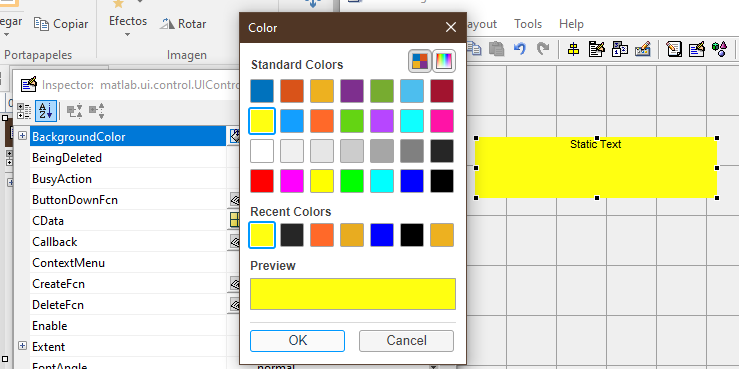 egar
Copiar
Portapapeles
Efectos
Rotar
Imagen
Inspector: matlab.ui.control.UIContro
BackgroundColor
BeingDeleted
BusyAction
ButtonDownFcn
CData
Callback
ContextMenu
CreateFcn
DeleteFcn
Enable
Extent
FontAngle
normal
Color
Standard Colors
Recent Colors
Preview
OK
Cancel
ayout
Tools
Help
Static Text